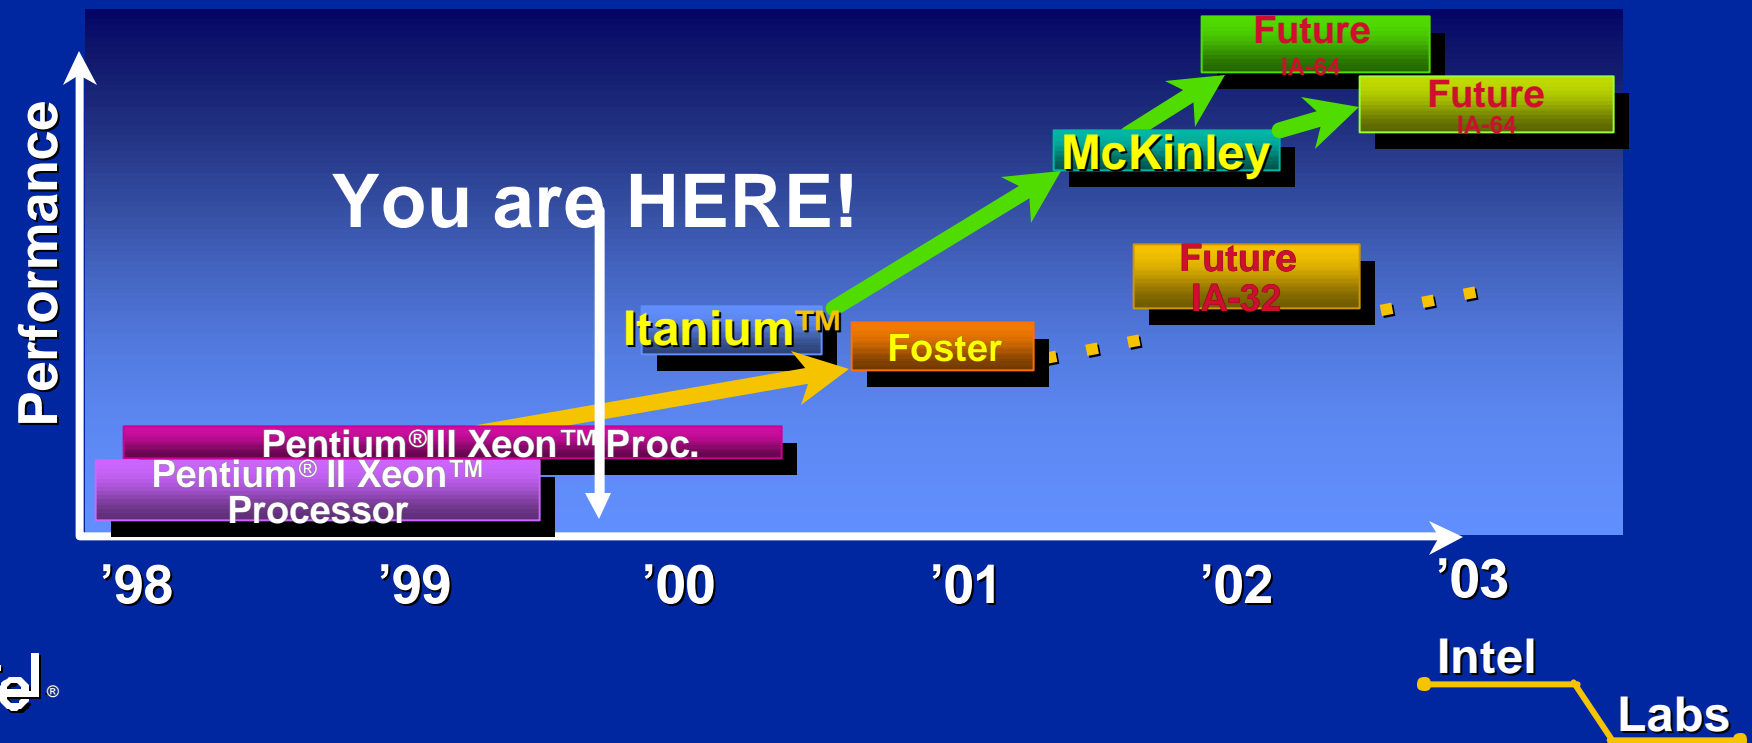 Future
IA-64
Future
IA-64
McKinley
Performance
You are HERE!
Future
IA-32
Itanium™
Foster
Pentium®III Xeon™ Proc.
Pentium® II Xeon™
Processor
’98 ’99 ’00 ’01 ’02 ’03
Intel
®
Labs